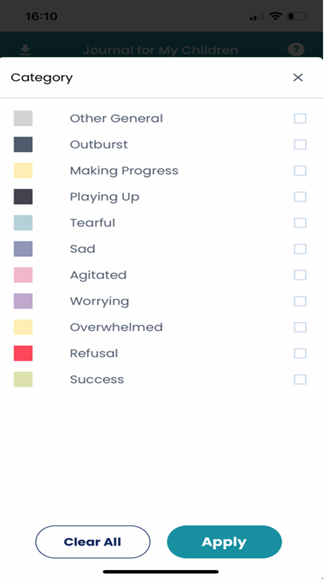 16:10
Journal for My Children ?
Category
Other General
Outburst
Making Progress
Playing Up
Tearful
Sad
Agitated
Worrying
Overwhelmed
Refusal
Success
Clear All Apply